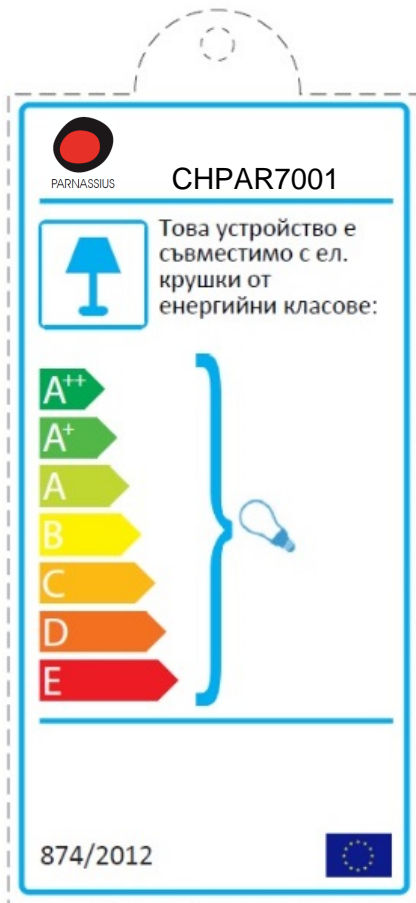 PARNASSIUS
CHPAR7001
Това устройство е
съвместимо с ел.
крушки от
енергийни класове:
A++
A+
A
B
C
D
E
874/2012